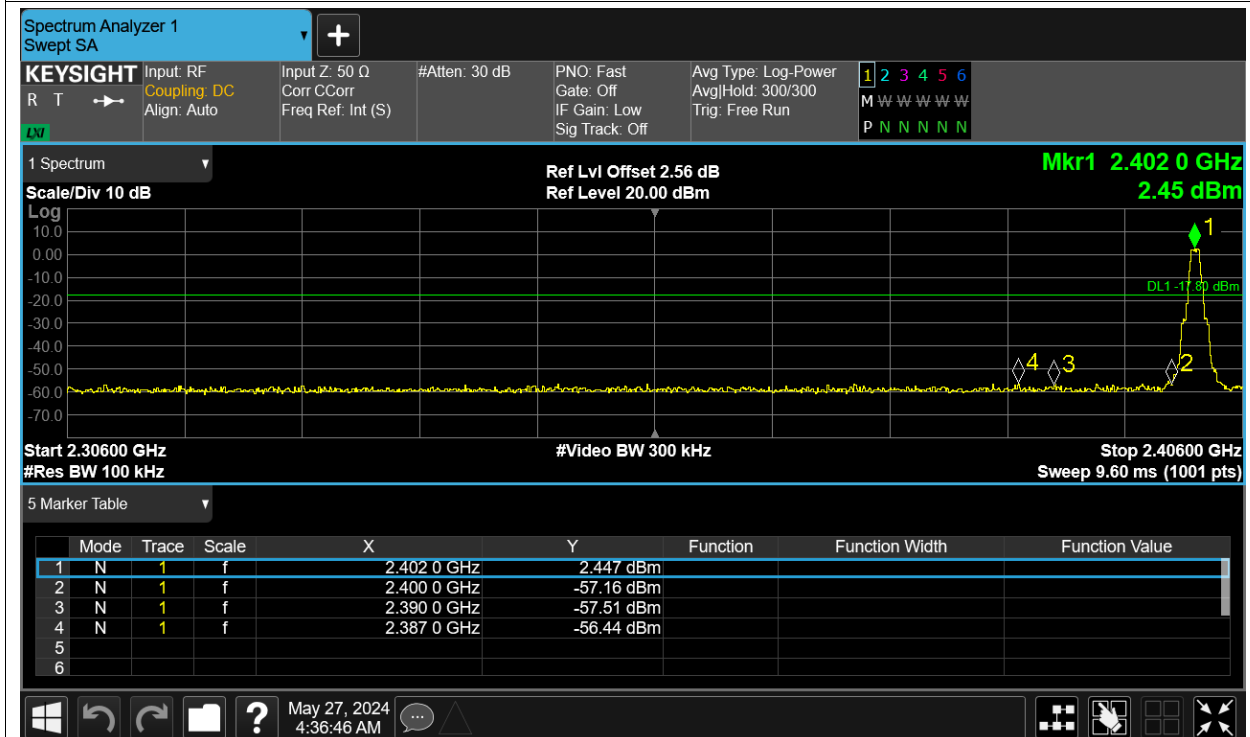 Spectrum Analyzer 1
Swept SA
+
KEYSIGHT
R T
LXI
Input: RF
Coupling: DC
Align: Auto
Input Z: 50 Ω
Corr CCorr
Freq Ref: Int (S)
#Atten: 30 dB
PNO: Fast
Gate: Off
IF Gain: Low
Sig Track: Off
Avg Type: Log-Power
Avg|Hold: 300/300
Trig: Free Run
1 2 3 4 5 6
M W W W W W
P N N N N N
1 Spectrum
Scale/Div 10 dB
Ref Lvl Offset 2.56 dB
Ref Level 20.00 dBm
Mkr1 2.402 0 GHz
2.45 dBm
Log
10.0
0.00
-10.0
-20.0
-30.0
-40.0
-50.0
-60.0
-70.0
1
DL1 -17.80 dBm
4 3 2
Start 2.30600 GHz
#Video BW 300 kHz
Stop 2.40600 GHz
#Res BW 100 kHz
Sweep 9.60 ms (1001 pts)
5 Marker Table
Mode Trace Scale X Y Function Function Width Function Value
1 N 1 f 2.402 0 GHz 2.447 dBm
2 N 1 f 2.400 0 GHz -57.16 dBm
3 N 1 f 2.390 0 GHz -57.51 dBm
4 N 1 f 2.387 0 GHz -56.44 dBm
5
6
?
May 27, 2024
4:36:46 AM